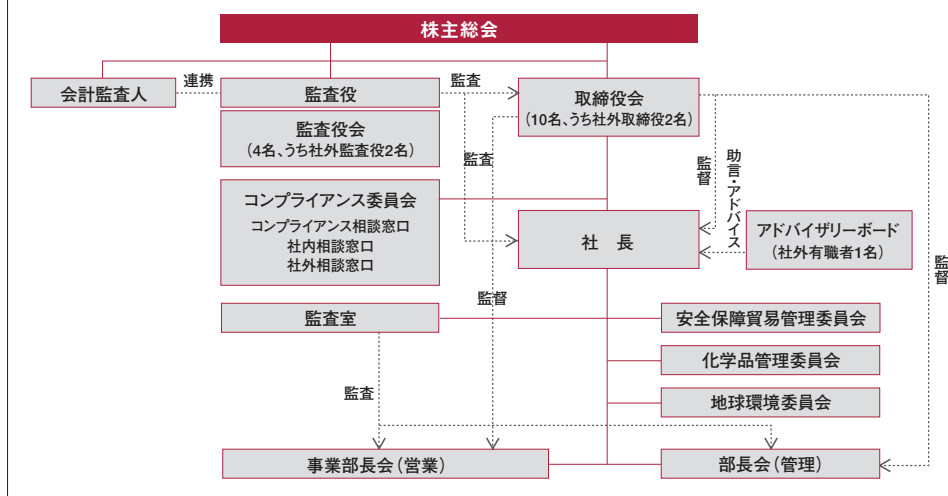 株主総会
会計監査人
連携
監査役
監査
取締役会
(10名、うち社外取締役2名)
監査役会
(4名、うち社外監査役2名)
監査
監督
助言・アドバイス
監督
コンプライアンス委員会
コンプライアンス相談窓口
社内相談窓口
社外相談窓口
社 長
アドバイザリーボード
(社外有職者1名)
監督
監査室
安全保障貿易管理委員会
化学品管理委員会
監査
地球環境委員会
事業部長会(営業)
部長会(管理)